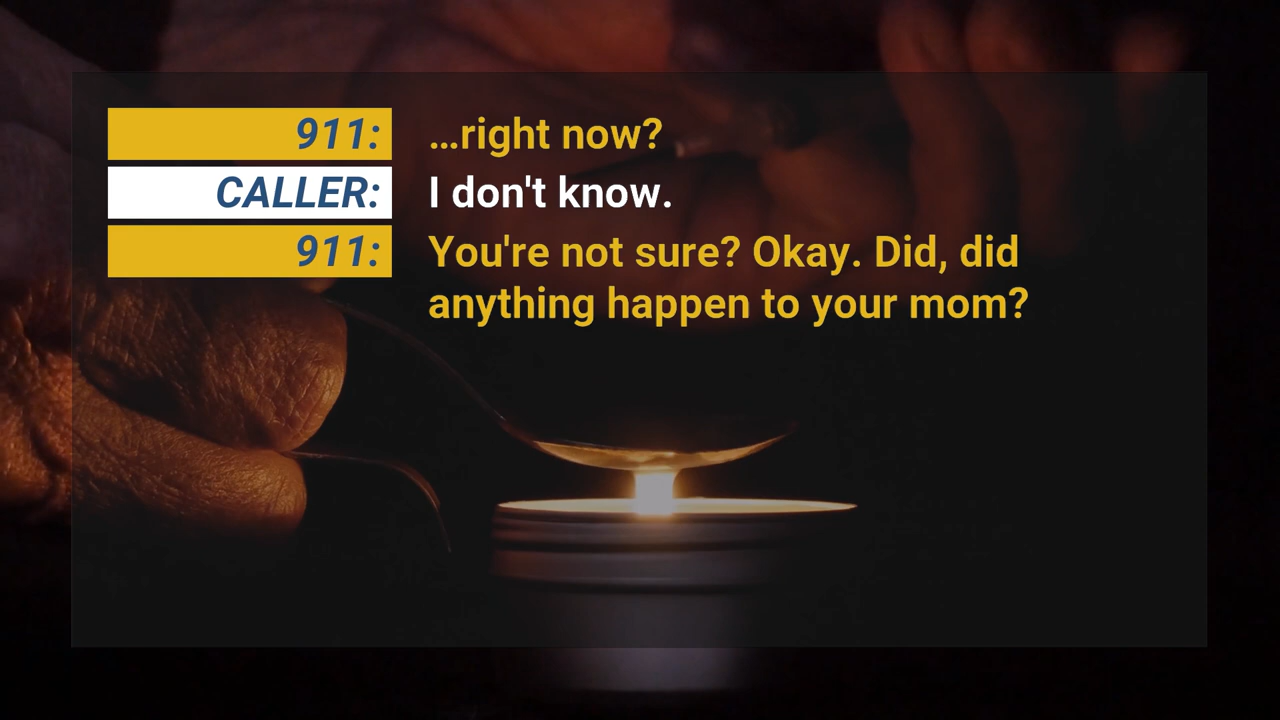 911: …right now?
CALLER: I don't know.
911: You're not sure? Okay. Did, did
anything happen to your mom?